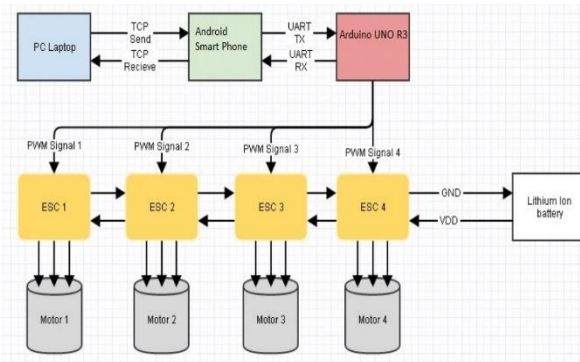 PC Laptop
TCP
Send
TCP
Recieve
Android
Smart Phone
UART
TX
UART
RX
Arduino UNO R3
PWM Signal 1
PWM Signal 2
PWM Signal 3
PWM Signal 4
ESC 1
ESC 2
ESC 3
ESC 4
GND
VDD
Lithium Ion
battery
Motor 1
Motor 2
Motor 3
Motor 4